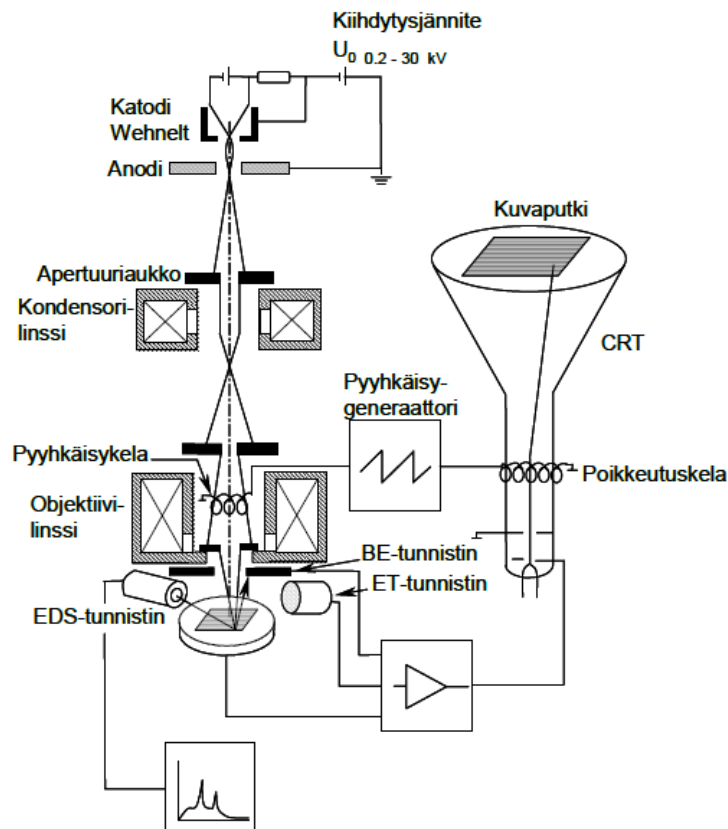 Kiihdytysjännite
U0 0.2 - 30 kV
Katodi
Wehnelt
Anodi
Kuvaputki
Apertuuriaukko
Kondensori-
linssi
CRT
Pyyhkäisy-
generaattori
Pyyhkäisykela
Poikkeutuskela
Objektiivi-
linssi
BE-tunnistin
ET-tunnistin
EDS-tunnistin